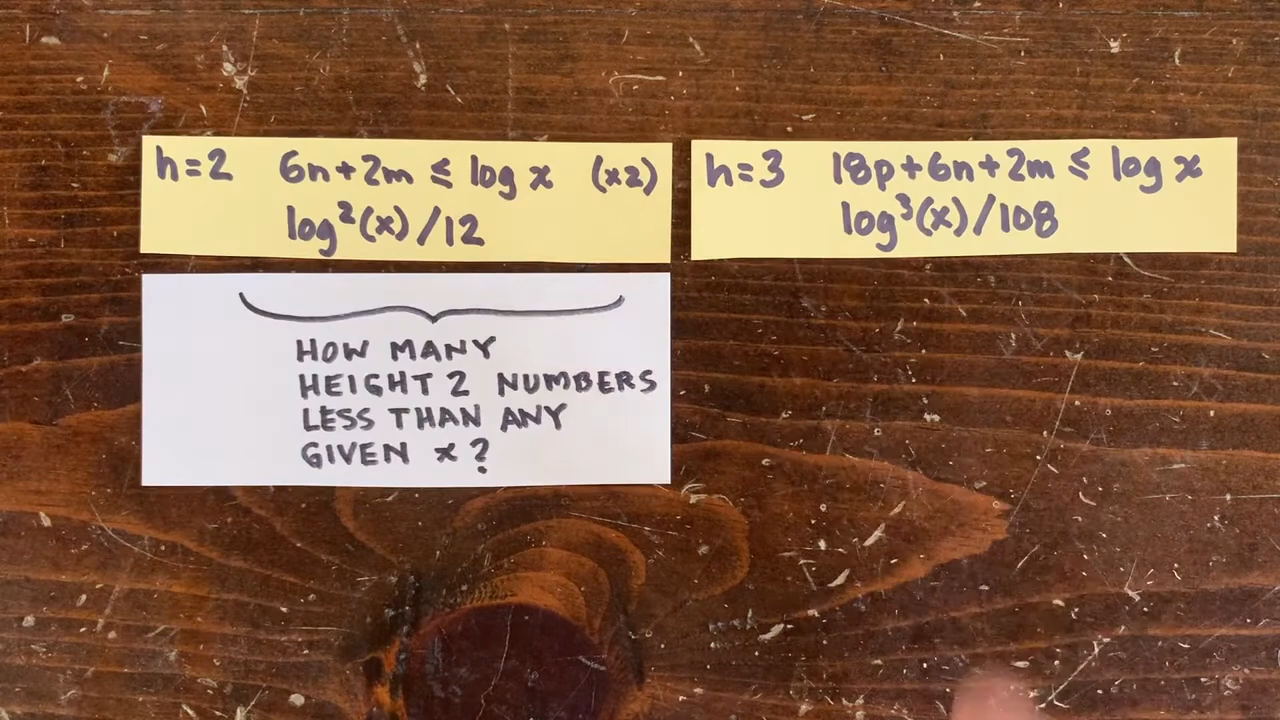 h=2 6n+2m ≤ log x (x2)
log²(x)/12
h=3 18p+6n+2m ≤ log x
log³(x)/108
HOW MANY
HEIGHT 2 NUMBERS
LESS THAN ANY
GIVEN x?